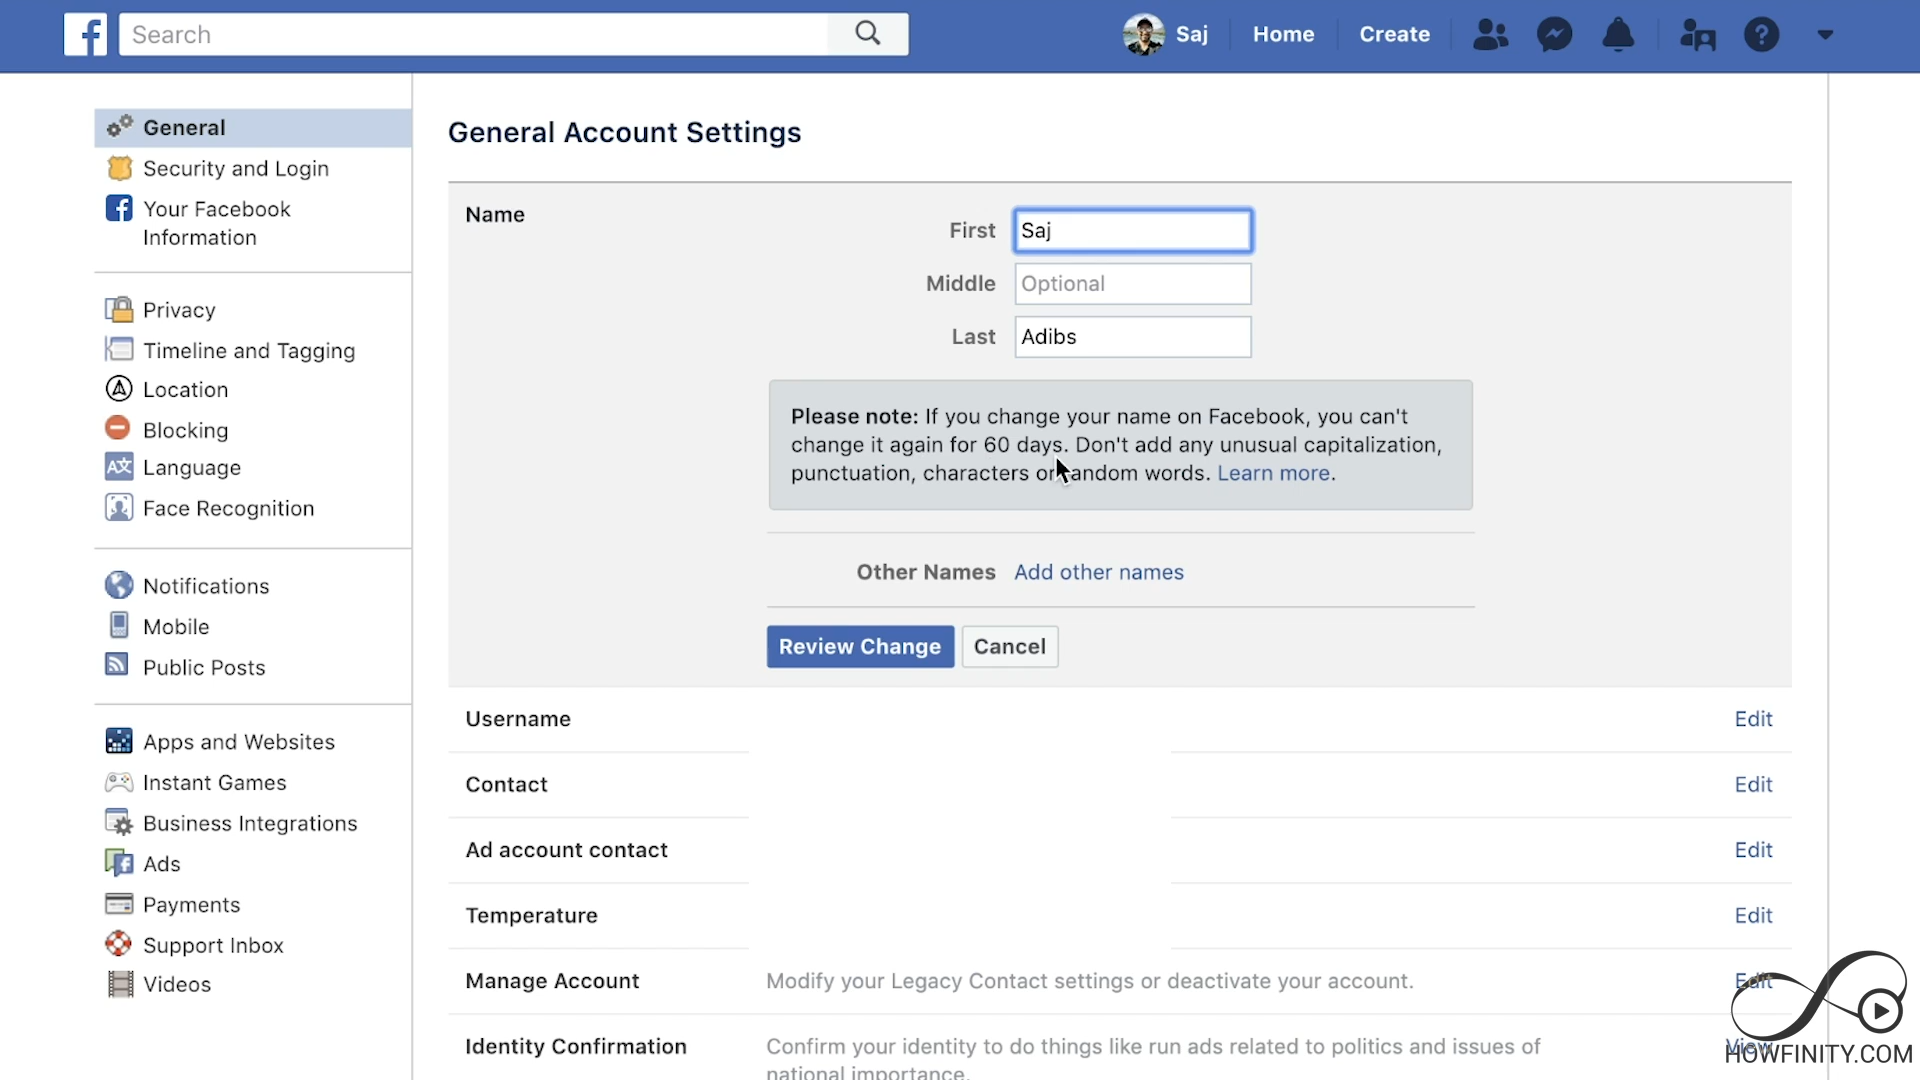 f
Search
Saj
Home
Create
General
Security and Login
Your Facebook
Information
Privacy
Timeline and Tagging
Location
Blocking
Language
Face Recognition
Notifications
Mobile
Public Posts
Apps and Websites
Instant Games
Business Integrations
Ads
Payments
Support Inbox
Videos
General Account Settings
Name
First
Saj
Middle
Optional
Last
Adibs
Please note: If you change your name on Facebook, you can't
change it again for 60 days. Don't add any unusual capitalization,
punctuation, characters or random words. Learn more.
Other Names Add other names
Review Change
Cancel
Username Edit
Contact Edit
Ad account contact Edit
Temperature Edit
Manage Account Modify your Legacy Contact settings or deactivate your account. Edit
Identity Confirmation Confirm your identity to do things like run ads related to politics and issues of View
national importance.
HOWFINITY.COM